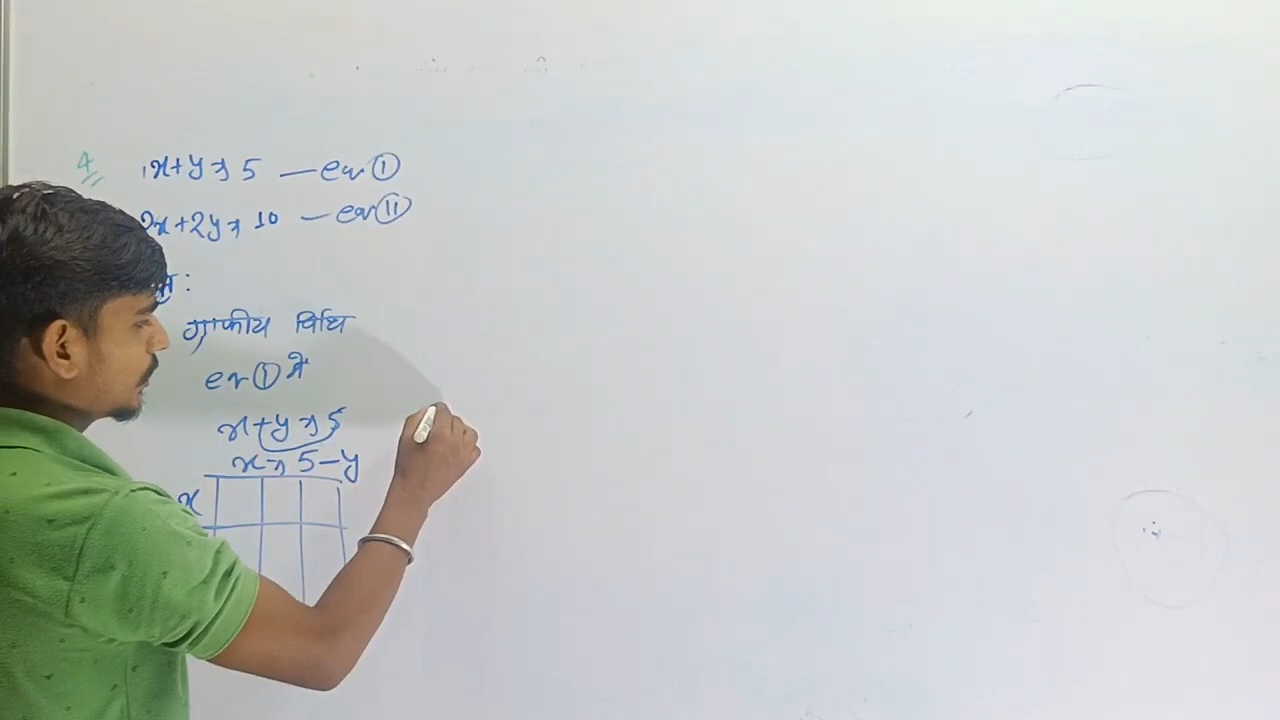 4
x+y=5 — eq ①
2x+2y=10 — eq ⑪
ग्राफीय विधि
eq ① से
x+y=5
x=5-y
x